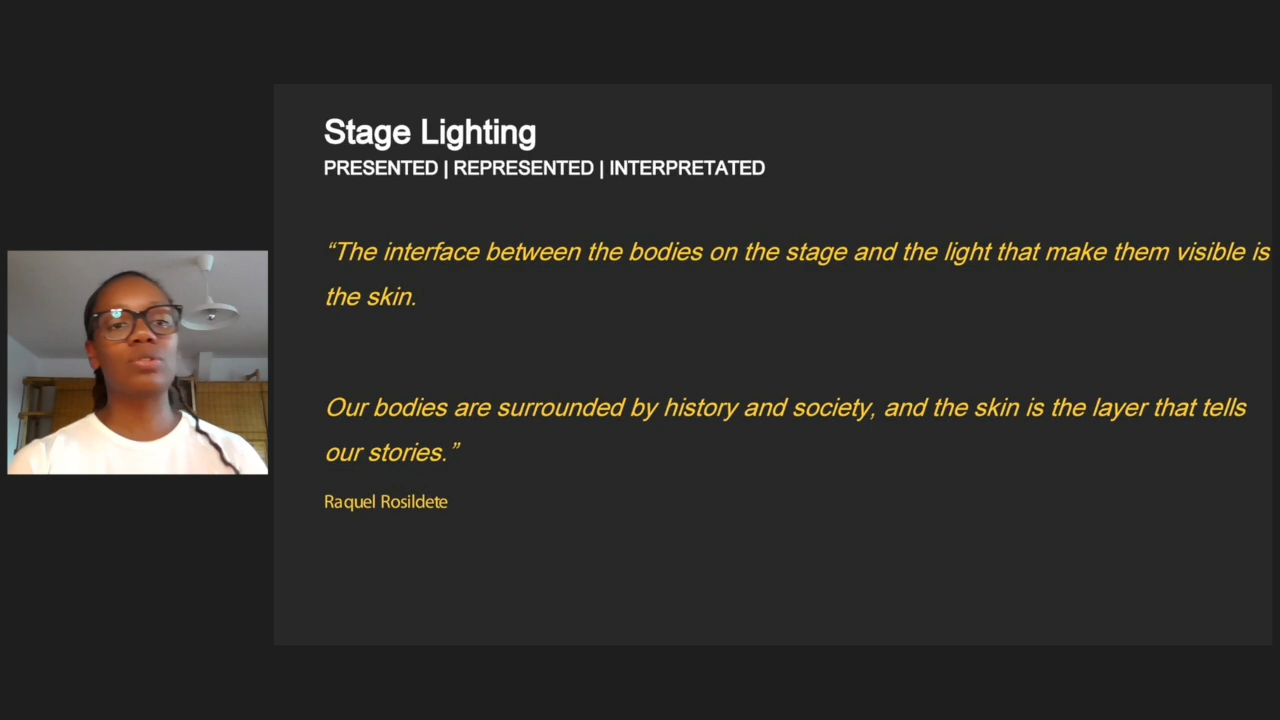 Stage Lighting
PRESENTED | REPRESENTED | INTERPRETATED
“The interface between the bodies on the stage and the light that make them visible is
the skin.
Our bodies are surrounded by history and society, and the skin is the layer that tells
our stories.”
Raquel Rosildete